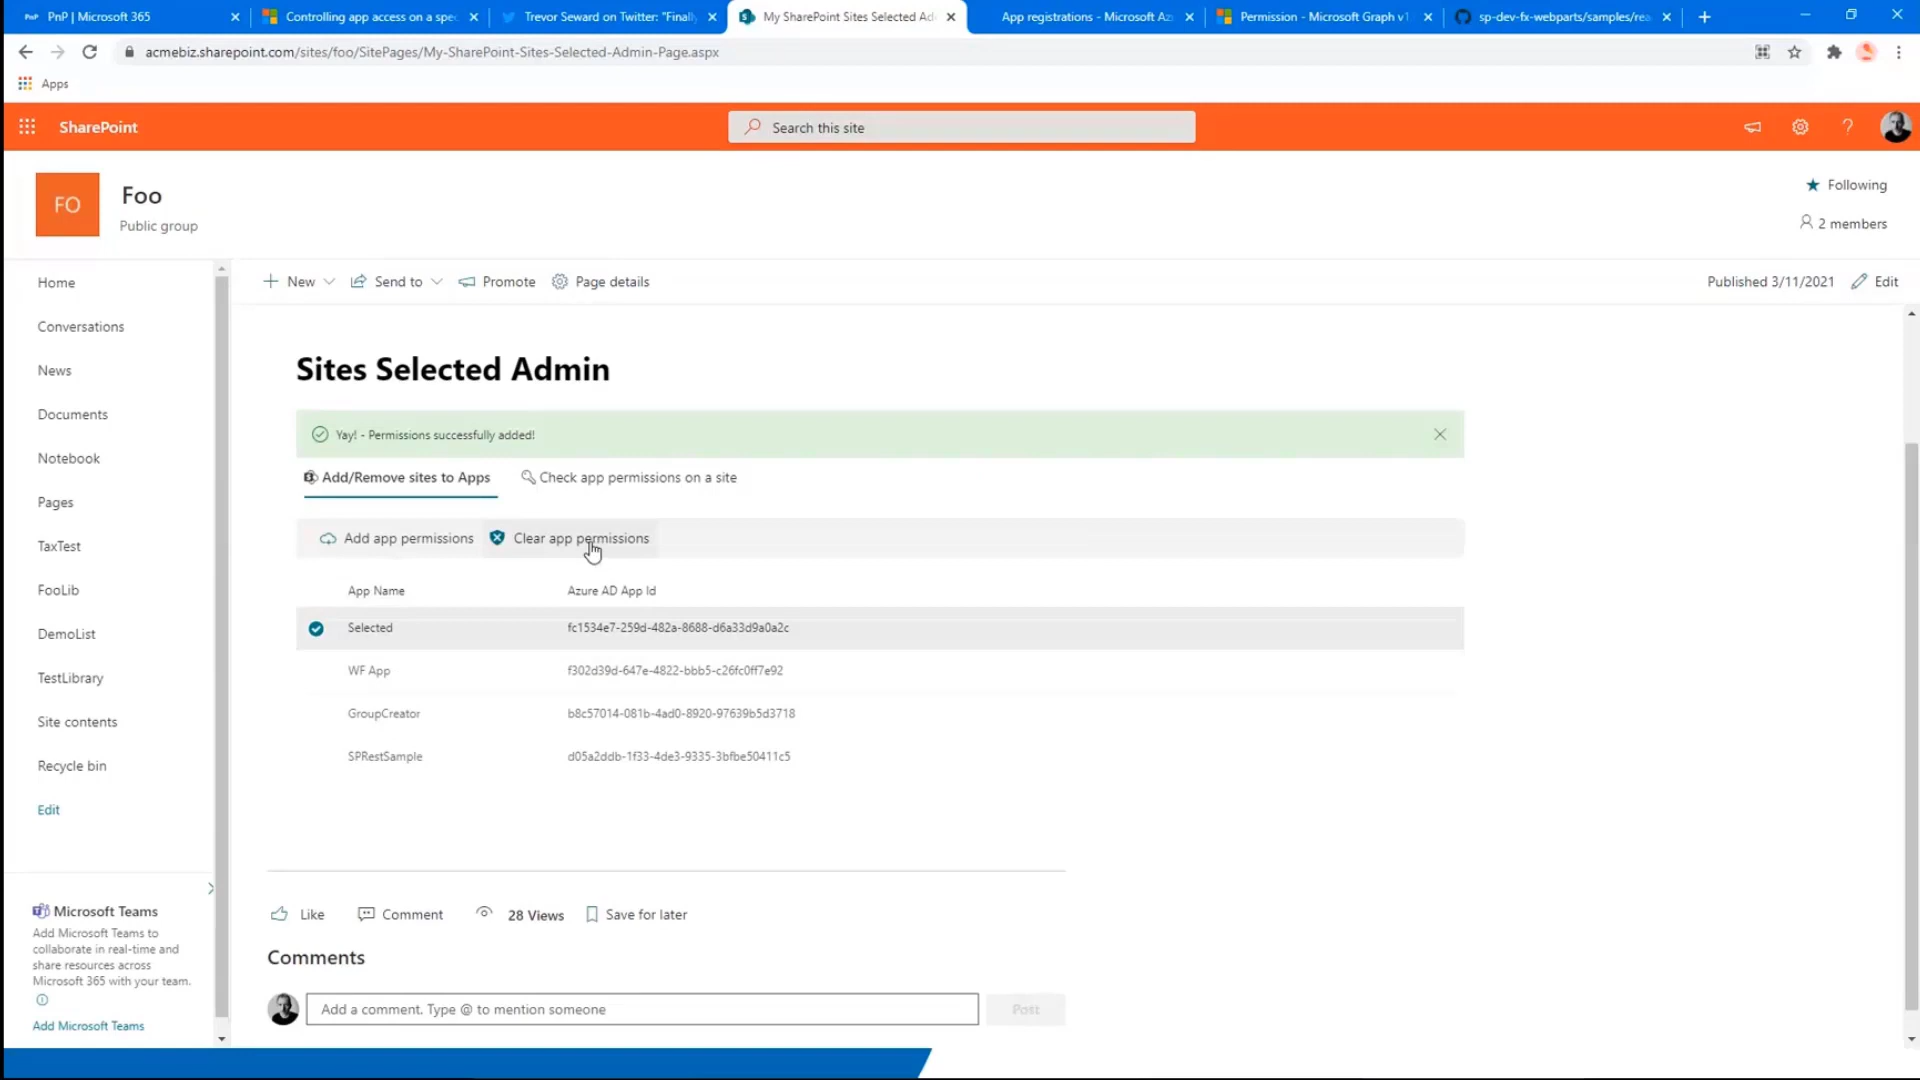 PnP PnP | Microsoft 365
Controlling app access on a spec
Trevor Seward on Twitter: "Finally
My SharePoint Sites Selected Ad
App registrations - Microsoft Az
Permission - Microsoft Graph v1
sp-dev-fx-webparts/samples/rea
acmebiz.sharepoint.com/sites/foo/SitePages/My-SharePoint-Sites-Selected-Admin-Page.aspx
Apps
SharePoint
Search this site
FO
Foo
Public group
Following
2 members
Home
Conversations
News
Documents
Notebook
Pages
TaxTest
FooLib
DemoList
TestLibrary
Site contents
Recycle bin
Edit
Microsoft Teams
Add Microsoft Teams to
collaborate in real-time and
share resources across
Microsoft 365 with your team.
Add Microsoft Teams
New
Send to
Promote
Page details
Published 3/11/2021
Edit
Sites Selected Admin
Yay! - Permissions successfully added!
Add/Remove sites to Apps
Check app permissions on a site
Add app permissions
Clear app permissions
App Name Azure AD App Id
Selected fc1534e7-259d-482a-8688-d6a33d9a0a2c
WF App f302d39d-647e-4822-bbb5-c26fc0ff7e92
GroupCreator b8c57014-081b-4ad0-8920-97639b5d3718
SPRestSample d05a2ddb-1f33-4de3-9335-3bfbe50411c5
Like
Comment
28 Views
Save for later
Comments
Add a comment. Type @ to mention someone
Post